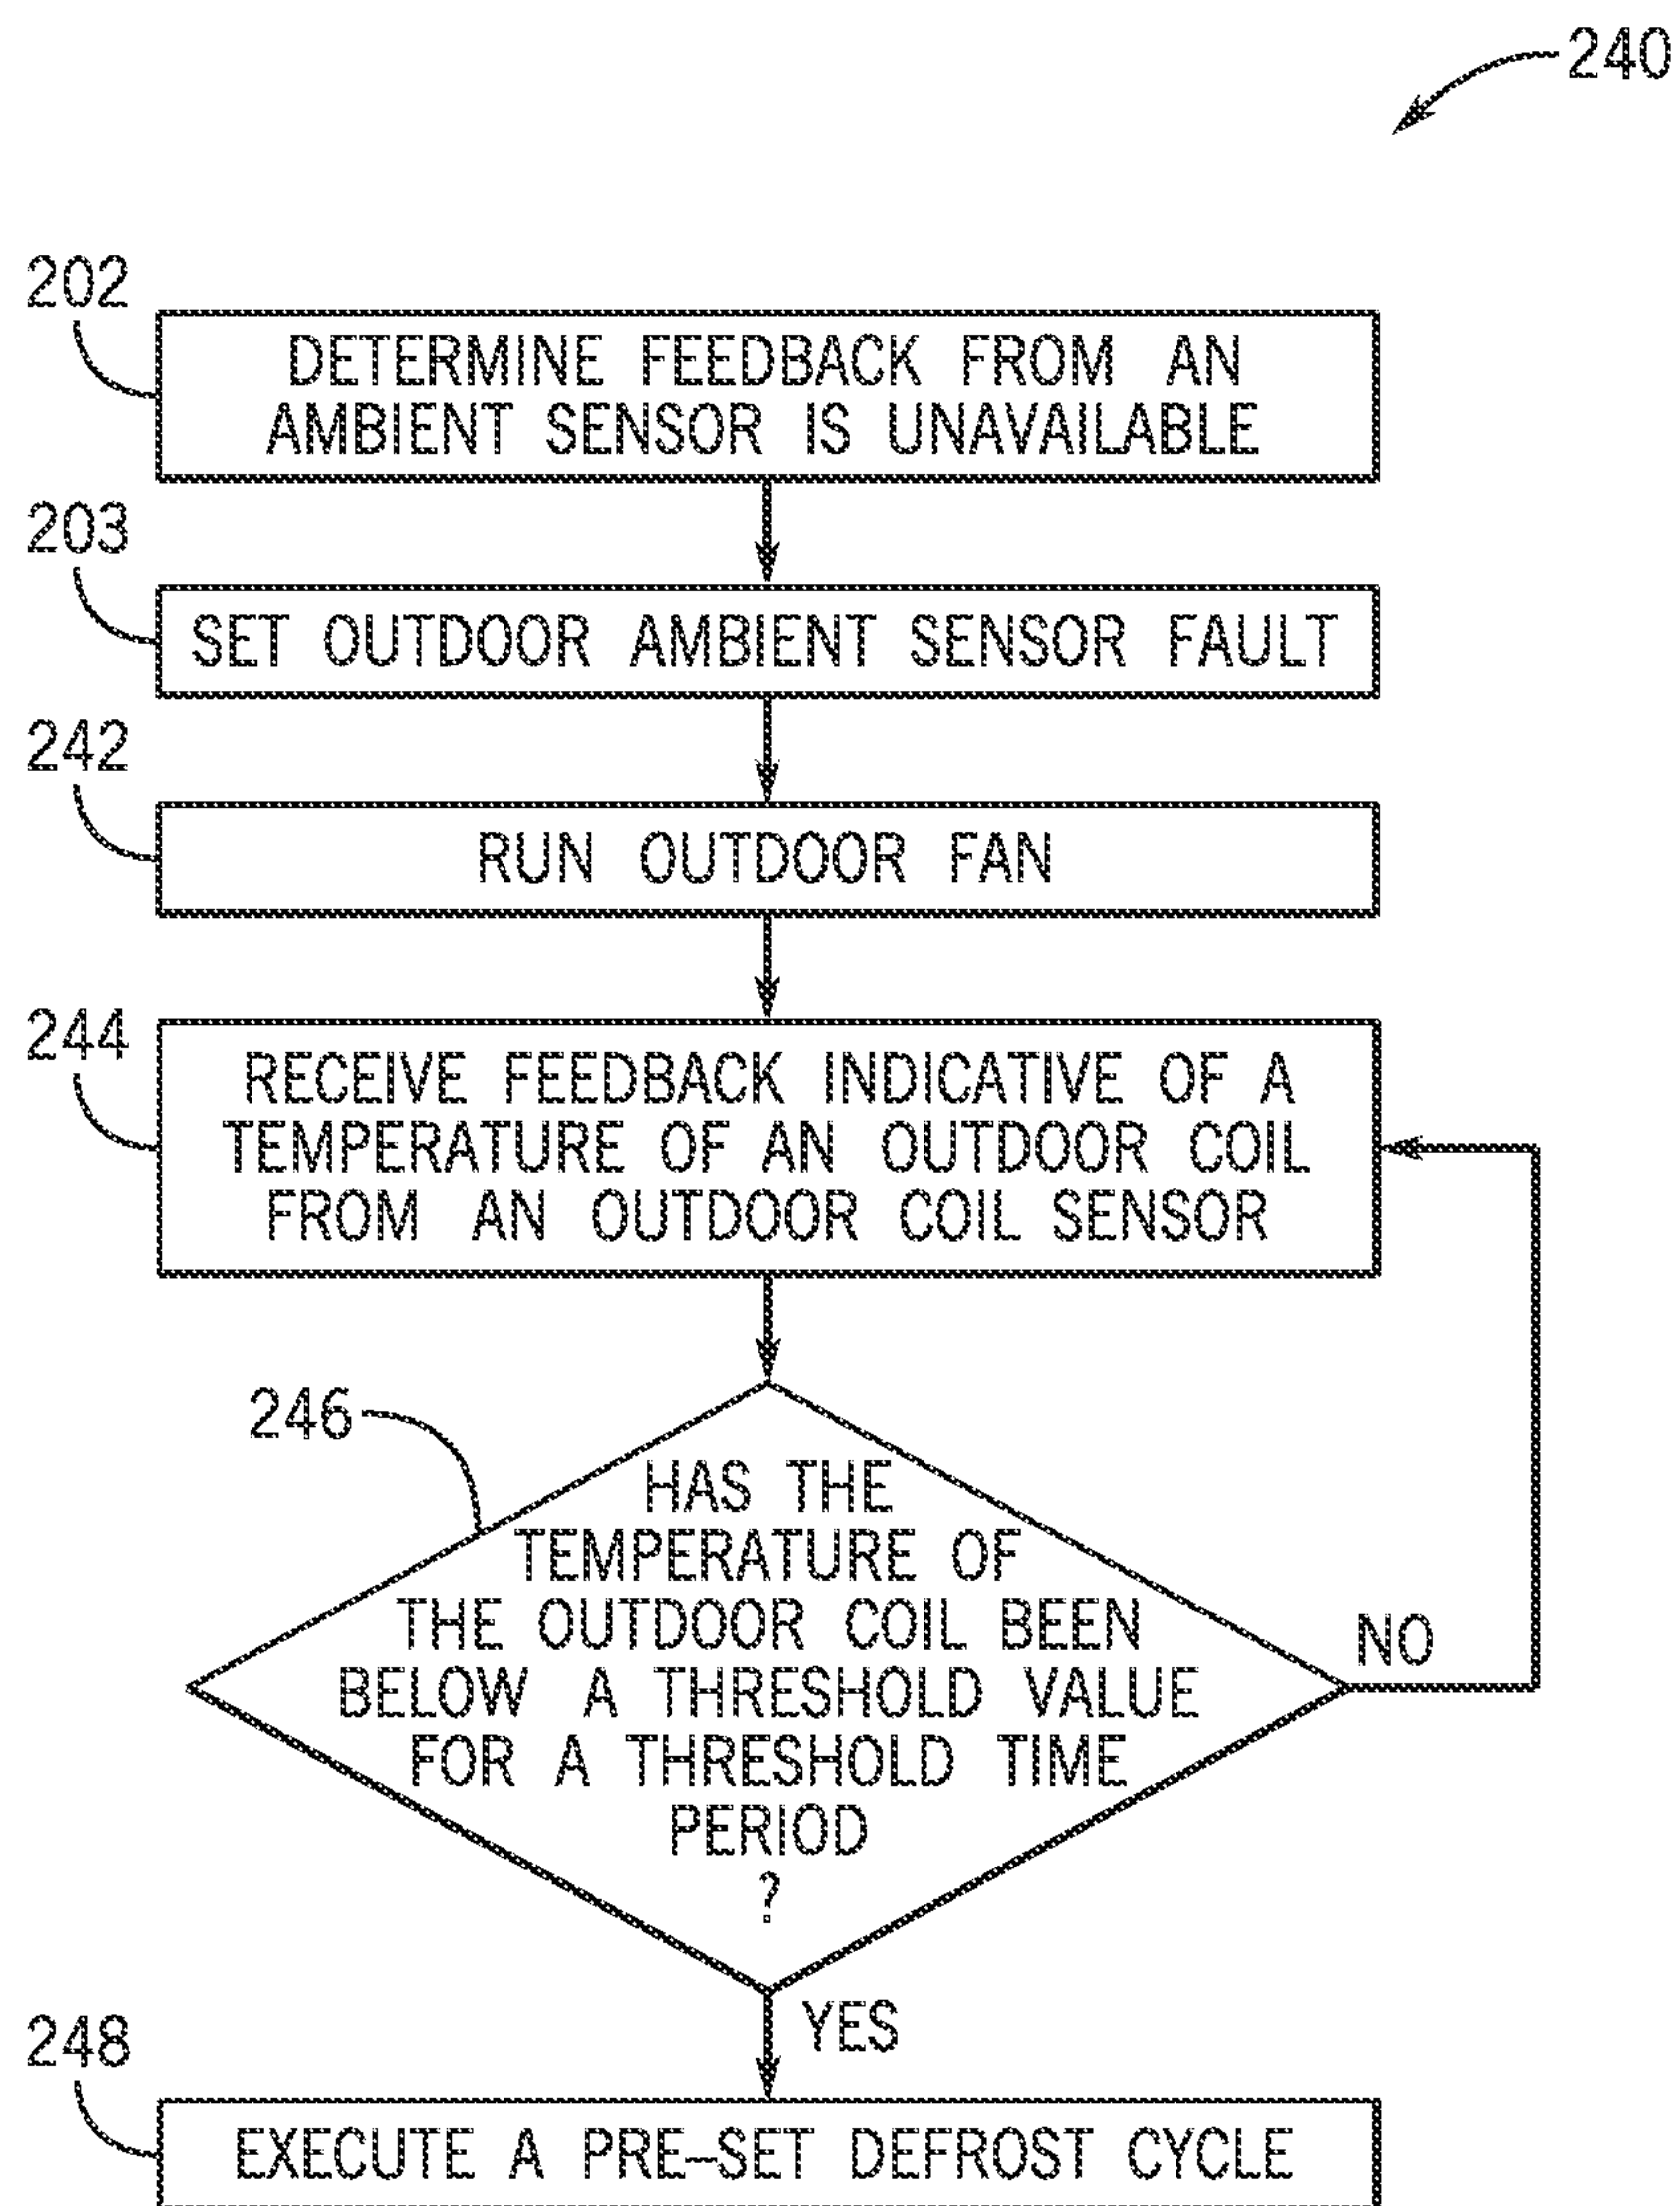 240
202
DETERMINE FEEDBACK FROM AN
AMBIENT SENSOR IS UNAVAILABLE
203
SET OUTDOOR AMBIENT SENSOR FAULT
242
RUN OUTDOOR FAN
244
RECEIVE FEEDBACK INDICATIVE OF A
TEMPERATURE OF AN OUTDOOR COIL
FROM AN OUTDOOR COIL SENSOR
246
HAS THE
TEMPERATURE OF
THE OUTDOOR COIL BEEN
BELOW A THRESHOLD VALUE
FOR A THRESHOLD TIME
PERIOD
?
NO
YES
248
EXECUTE A PRE–SET DEFROST CYCLE